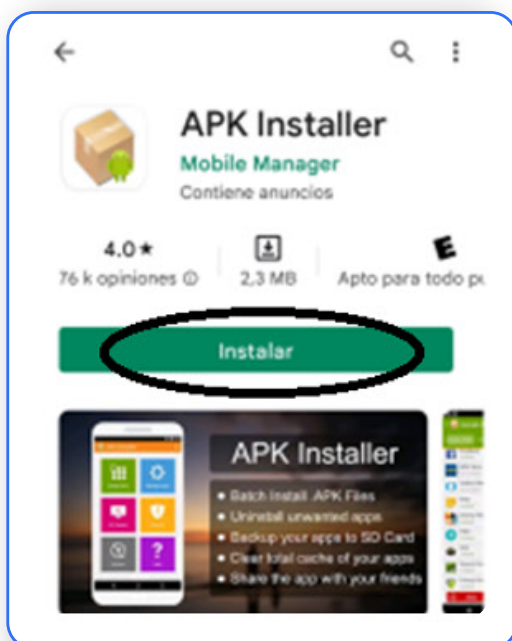 APK Installer
Mobile Manager
Contiene anuncios
4.0★
76 k opiniones
2,3 MB
E
Apto para todo pu
Instalar
APK Installer
• Batch Install .APK Files
• Uninstall unwanted apps
• Backup your apps to SD Card
• Clear total cache of your apps
• Share the app with your friends